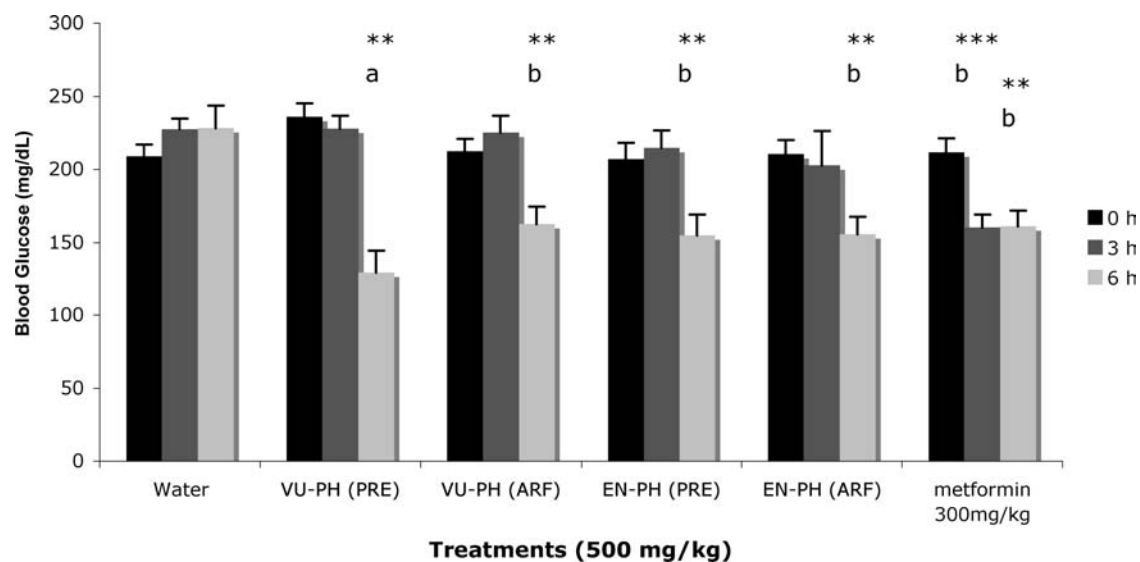 300
250
200
150
100
50
0
Blood Glucose (mg/dL)
**
a
**
b
**
b
**
b
***
b
**
b
0 h
3 h
6 h
Water
VU-PH (PRE)
VU-PH (ARF)
EN-PH (PRE)
EN-PH (ARF)
metformin
300mg/kg
Treatments (500 mg/kg)